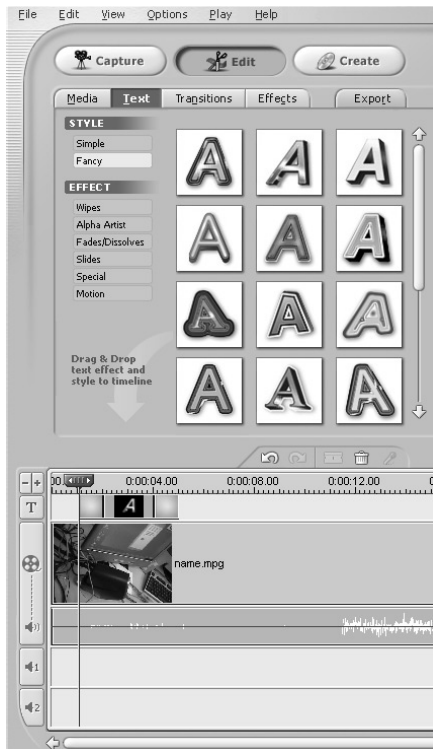 File Edit View Options Play Help
Capture Edit Create
Media Text Transitions Effects Export
STYLE
Simple
Fancy
EFFECT
Wipes
Alpha Artist
Fades/Dissolves
Slides
Special
Motion
Drag & Drop
text effect and
style to timeline
A A A
A A A
A A A
A A A
- + 0:00:04.00 0:00:08.00 0:00:12.00
T A
name.mpg
1
2